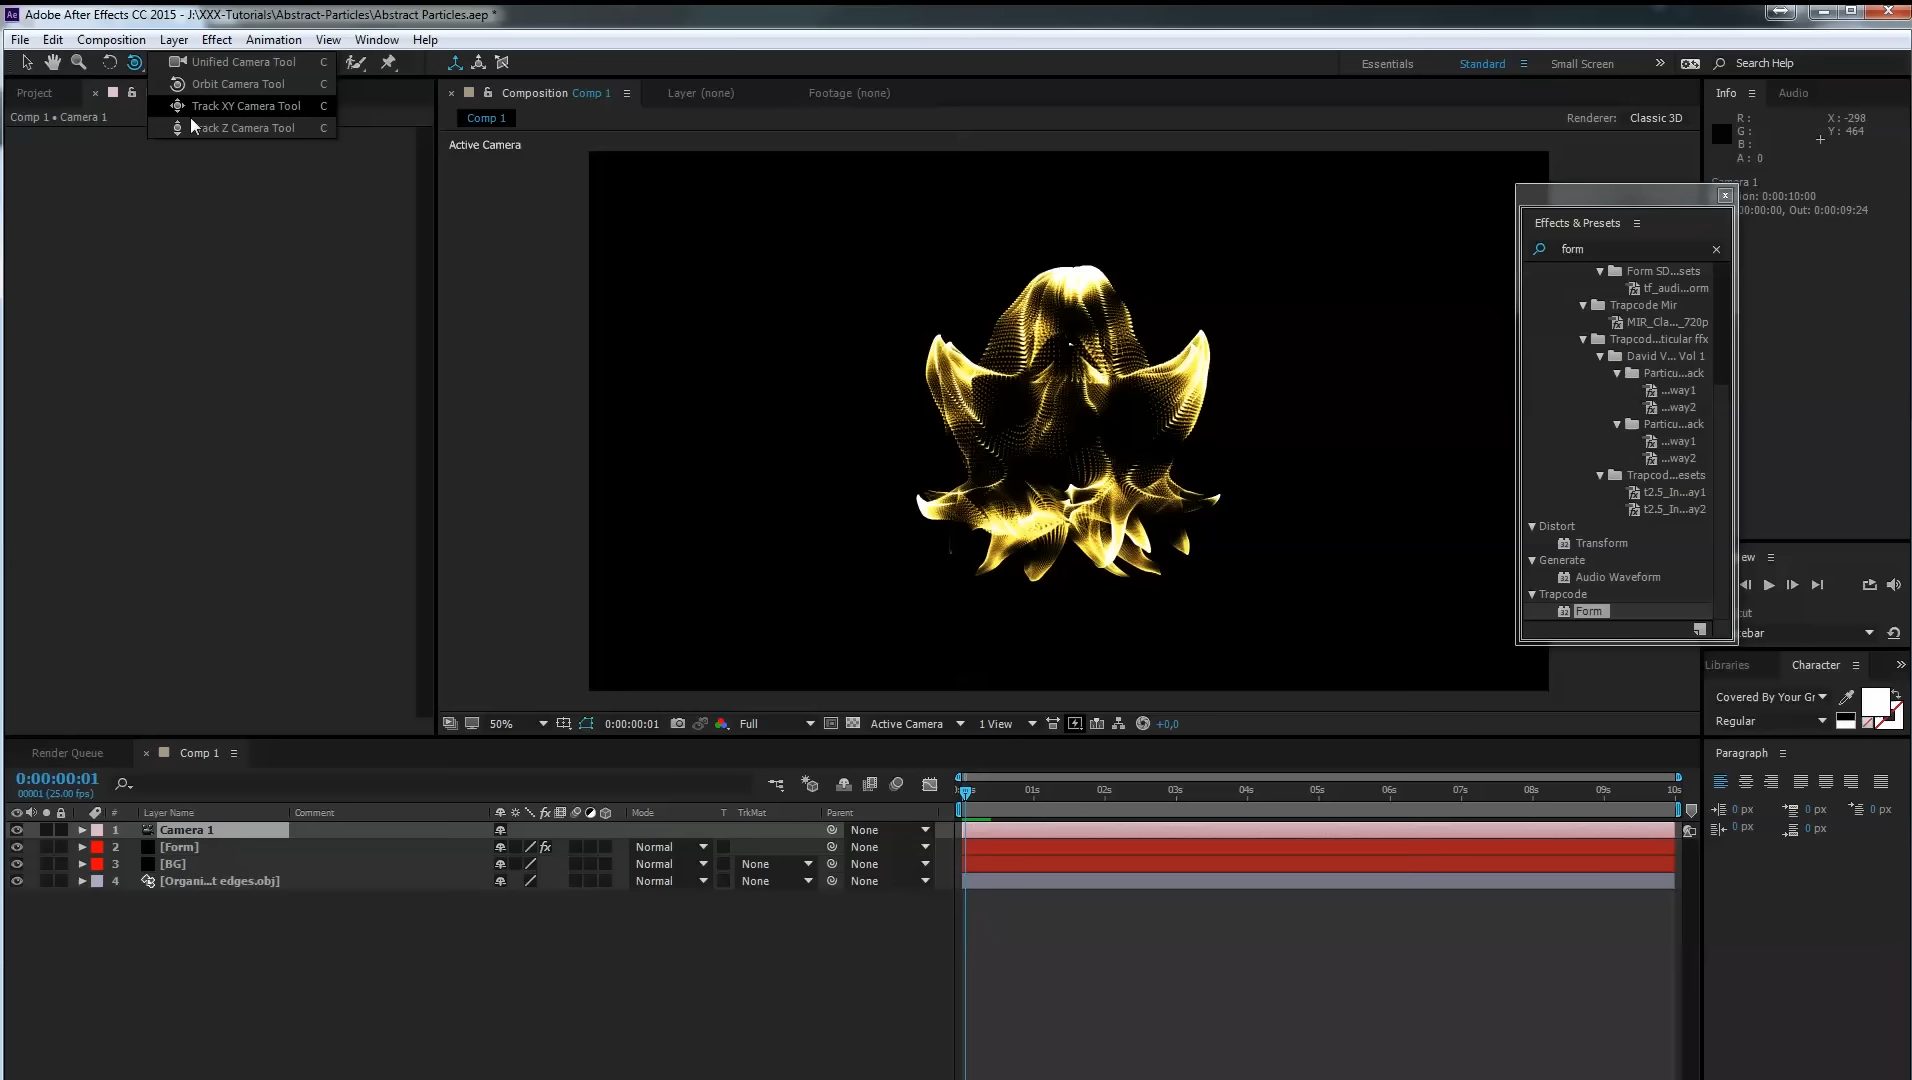 Adobe After Effects CC 2015 - J:\XXX-Tutorials\Abstract-Particles\Abstract Particles.aep *
File Edit Composition Layer Effect Animation View Window Help
Unified Camera Tool C
Orbit Camera Tool C
Track XY Camera Tool C
rack Z Camera Tool C
Essentials Standard Small Screen Search Help
Project
Comp 1 • Camera 1
Composition Comp 1 Layer (none) Footage (none)
Comp 1
Renderer: Classic 3D
Active Camera
Info Audio
R : X : -298
G : Y : 464
B :
A : 0
Camera 1
ion: 0:00:10:00
00:00:00, Out: 0:00:09:24
Effects & Presets
form
Form SD...sets
tf_audi...orm
Trapcode Mir
MIR_Cla..._720p
Trapcod...ticular ffx
David V... Vol 1
Particu...ack
...way1
...way2
Particu...ack
...way1
...way2
Trapcod...esets
t2.5_In...ay1
t2.5_In...ay2
Distort
Transform
Generate
Audio Waveform
Trapcode
Form
ew
cut
ebar
Libraries Character
Covered By Your Gr
Regular
Paragraph
0 px 0 px 0 px
0 px 0 px
50% 0:00:00:01 Full Active Camera 1 View +0,0
Render Queue Comp 1
0:00:00:01
00001 (25.00 fps)
# Layer Name Comment Mode T TrkMat Parent
01s 02s 03s 04s 05s 06s 07s 08s 09s 10s
1 Camera 1 None
2 [Form] fx Normal None
3 [BG] Normal None None
4 [Organi...t edges.obj] Normal None None